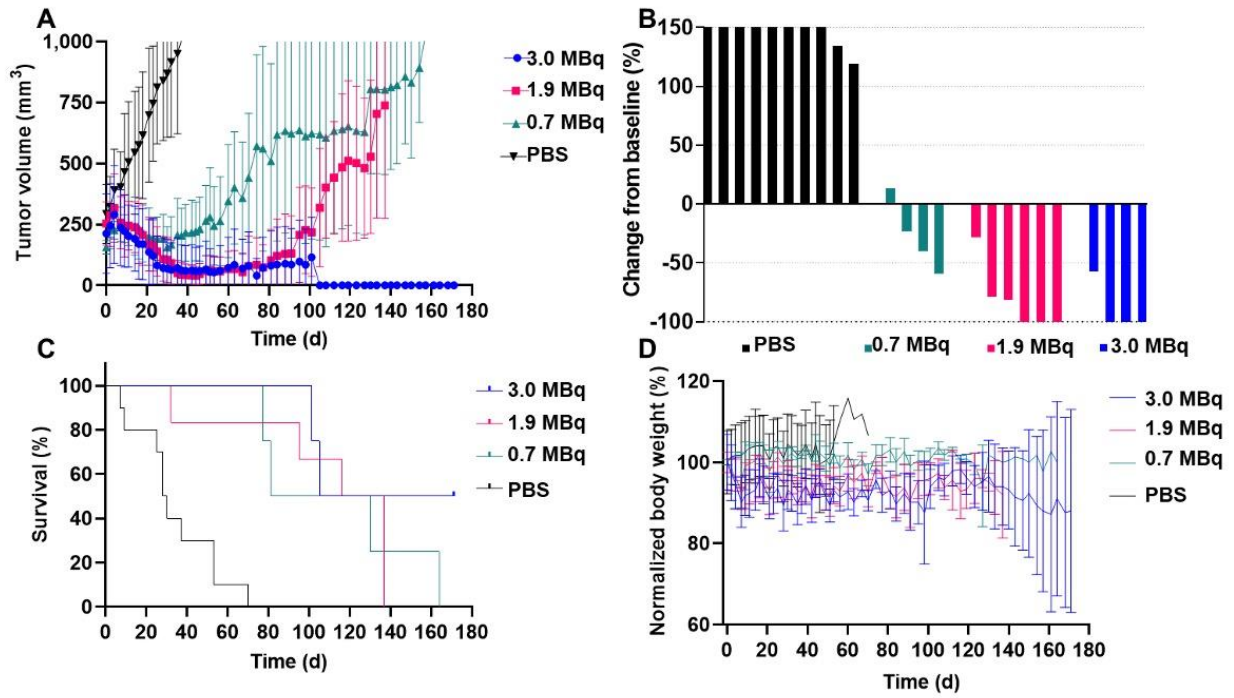 A
Tumor volume (mm³)
1,000
750
500
250
0
0 20 40 60 80 100 120 140 160 180
Time (d)
3.0 MBq
1.9 MBq
0.7 MBq
PBS
B
Change from baseline (%)
150
100
50
0
-50
-100
PBS 0.7 MBq 1.9 MBq 3.0 MBq
C
Survival (%)
100
80
60
40
20
0
0 20 40 60 80 100 120 140 160 180
Time (d)
3.0 MBq
1.9 MBq
0.7 MBq
PBS
D
Normalized body weight (%)
120
100
80
60
0 20 40 60 80 100 120 140 160 180
Time (d)
3.0 MBq
1.9 MBq
0.7 MBq
PBS